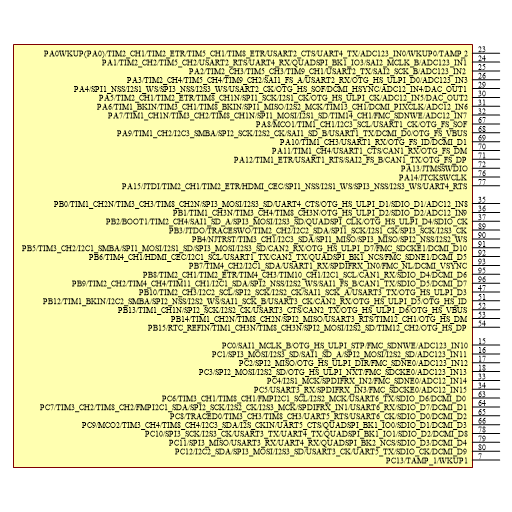 PA0WKUP(PA0)/TIM2_CH1/TIM2_ETR/TIM5_CH1/TIM8_ETR/USART2_CTS/UART4_TX/ADC123_IN0/WKUP0/TAMP_2 23
PA1/TIM2_CH2/TIM5_CH2/USART2_RTS/UART4_RX/QUADSPI_BK1_IO3/SAI2_MCLK_B/ADC123_IN1 24
PA2/TIM2_CH3/TIM5_CH3/TIM9_CH1/USART2_TX/SAI2_SCK_B/ADC123_IN2 25
PA3/TIM2_CH4/TIM5_CH4/TIM9_CH2/SAI1_FS_A/USART2_RX/OTG_HS_ULPI_D0/ADC123_IN3 26
PA4/SPI1_NSS/I2S1_WS/SPI3_NSS/I2S3_WS/USART2_CK/OTG_HS_SOF/DCMI_HSYNC/ADC12_IN4/DAC_OUT1 29
PA5/TIM2_CH1/TIM2_ETR/TIM8_CH1N/SPI1_SCK/I2S1_CK/OTG_HS_ULPI_CK/ADC12_IN5/DAC_OUT2 30
PA6/TIM1_BKIN/TIM3_CH1/TIM8_BKIN/SPI1_MISO/I2S2_MCK/TIM13_CH1/DCMI_PIXCLK/ADC12_IN6 31
PA7/TIM1_CH1N/TIM3_CH2/TIM8_CH1N/SPI1_MOSI/I2S1_SD/TIM14_CH1/FMC_SDNWE/ADC12_IN7 32
PA8/MCO1/TIM1_CH1/I2C3_SCL/USART1_CK/OTG_FS_SOF 67
PA9/TIM1_CH2/I2C3_SMBA/SPI2_SCK/I2S2_CK/SAI1_SD_B/USART1_TX/DCMI_D0/OTG_FS_VBUS 68
PA10/TIM1_CH3/USART1_RX/OTG_FS_ID/DCMI_D1 69
PA11/TIM1_CH4/USART1_CTS/CAN1_RX/OTG_FS_DM 70
PA12/TIM1_ETR/USART1_RTS/SAI2_FS_B/CAN1_TX/OTG_FS_DP 71
PA13/JTMSSWDIO 72
PA14/JTCKSWCLK 76
PA15/JTDI/TIM2_CH1/TIM2_ETR/HDMI_CEC/SPI1_NSS/I2S1_WS/SPI3_NSS/I2S3_WS/UART4_RTS 77
PB0/TIM1_CH2N/TIM3_CH3/TIM8_CH2N/SPI3_MOSI/I2S3_SD/UART4_CTS/OTG_HS_ULPI_D1/SDIO_D1/ADC12_IN8 35
PB1/TIM1_CH3N/TIM3_CH4/TIM8_CH3N/OTG_HS_ULPI_D2/SDIO_D2/ADC12_IN9 36
PB2/BOOT1/TIM2_CH4/SAI1_SD_A/SPI3_MOSI/I2S3_SD/QUADSPI_CLK/OTG_HS_ULPI_D4/SDIO_CK 37
PB3/JTDO/TRACESWO/TIM2_CH2/I2C2_SDA/SPI1_SCK/I2S1_CK/SPI3_SCK/I2S3_CK 89
PB4/NJTRST/TIM3_CH1/I2C3_SDA/SPI1_MISO/SPI3_MISO/SPI2_NSS/I2S2_WS 90
PB5/TIM3_CH2/I2C1_SMBA/SPI1_MOSI/I2S1_SD/SPI3_MOSI/I2S3_SD/CAN2_RX/OTG_HS_ULPI_D7/FMC_SDCKE1/DCMI_D10 91
PB6/TIM4_CH1/HDMI_CEC/I2C1_SCL/USART1_TX/CAN2_TX/QUADSPI_BK1_NCS/FMC_SDNE1/DCMI_D5 92
PB7/TIM4_CH2/I2C1_SDA/USART1_RX/SPDIFRX_IN0/FMC_NL/DCMI_VSYNC 93
PB8/TIM2_CH1/TIM2_ETR/TIM4_CH3/TIM10_CH1/I2C1_SCL/CAN1_RX/SDIO_D4/DCMI_D6 95
PB9/TIM2_CH2/TIM4_CH4/TIM11_CH1/I2C1_SDA/SPI2_NSS/I2S2_WS/SAI1_FS_B/CAN1_TX/SDIO_D5/DCMI_D7 96
PB10/TIM2_CH3/I2C2_SCL/SPI2_SCK/I2S2_CK/SAI1_SCK_A/USART3_TX/OTG_HS_ULPI_D3 47
PB12/TIM1_BKIN/I2C2_SMBA/SPI2_NSS/I2S2_WS/SAI1_SCK_B/USART3_CK/CAN2_RX/OTG_HS_ULPI_D5/OTG_HS_ID 51
PB13/TIM1_CH1N/SPI2_SCK/I2S2_CK/USART3_CTS/CAN2_TX/OTG_HS_ULPI_D6/OTG_HS_VBUS 52
PB14/TIM1_CH2N/TIM8_CH2N/SPI2_MISO/USART3_RTS/TIM12_CH1/OTG_HS_DM 53
PB15/RTC_REFIN/TIM1_CH3N/TIM8_CH3N/SPI2_MOSI/I2S2_SD/TIM12_CH2/OTG_HS_DP 54
PC0/SAI1_MCLK_B/OTG_HS_ULPI_STP/FMC_SDNWE/ADC123_IN10 15
PC1/SPI3_MOSI/I2S3_SD/SAI1_SD_A/SPI2_MOSI/I2S2_SD/ADC123_IN11 16
PC2/SPI2_MISO/OTG_HS_ULPI_DIR/FMC_SDNE0/ADC123_IN12 17
PC3/SPI2_MOSI/I2S2_SD/OTG_HS_ULPI_NXT/FMC_SDCKE0/ADC123_IN13 18
PC4/I2S1_MCK/SPDIFRX_IN2/FMC_SDNE0/ADC12_IN14 33
PC5/USART3_RX/SPDIFRX_IN3/FMC_SDCKE0/ADC12_IN15 34
PC6/TIM3_CH1/TIM8_CH1/FMPI2C1_SCL/I2S2_MCK/USART6_TX/SDIO_D6/DCMI_D0 63
PC7/TIM3_CH2/TIM8_CH2/FMPI2C1_SDA/SPI2_SCK/I2S2_CK/I2S3_MCK/SPDIFRX_IN1/USART6_RX/SDIO_D7/DCMI_D1 64
PC8/TRACED0/TIM3_CH3/TIM8_CH3/UART5_RTS/USART6_CK/SDIO_D0/DCMI_D2 65
PC9/MCO2/TIM3_CH4/TIM8_CH4/I2C3_SDA/I2S_CKIN/UART5_CTS/QUADSPI_BK1_IO0/SDIO_D1/DCMI_D3 66
PC10/SPI3_SCK/I2S3_CK/USART3_TX/UART4_TX/QUADSPI_BK1_IO1/SDIO_D2/DCMI_D8 78
PC11/SPI3_MISO/USART3_RX/UART4_RX/QUADSPI_BK2_NCS/SDIO_D3/DCMI_D4 79
PC12/I2C2_SDA/SPI3_MOSI/I2S3_SD/USART3_CK/UART5_TX/SDIO_CK/DCMI_D9 80
PC13/TAMP_1/WKUP1 7